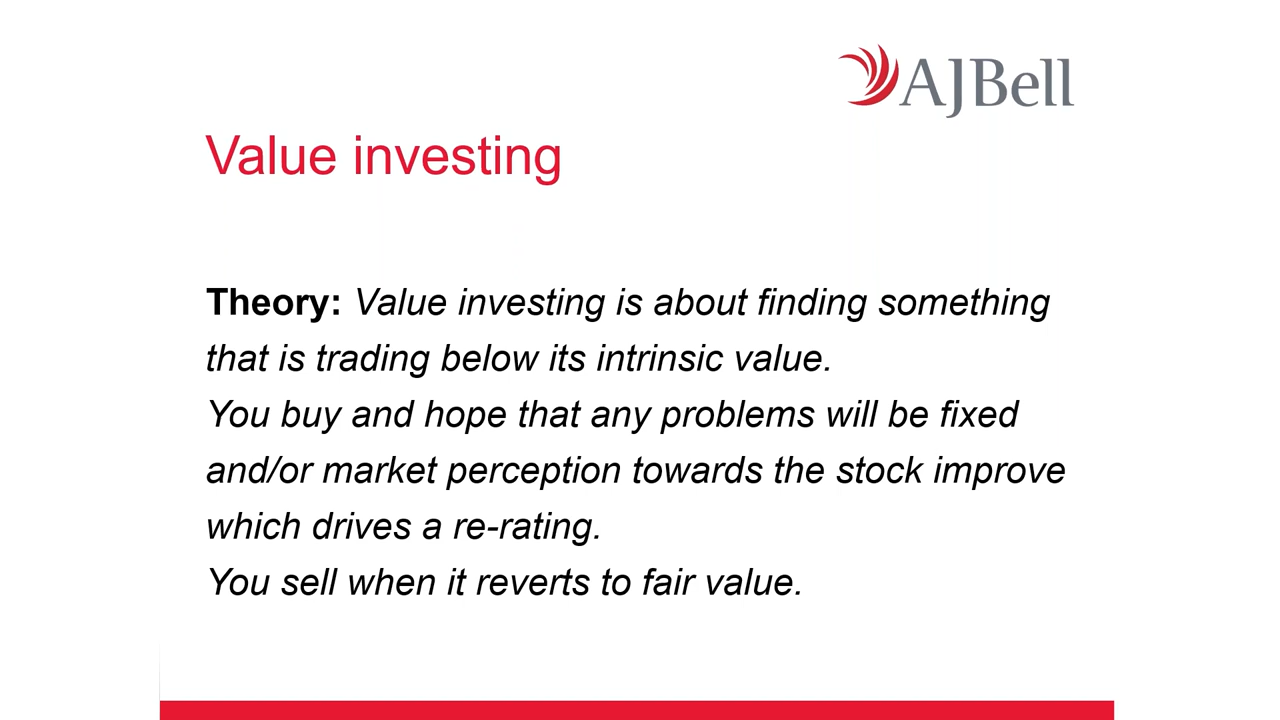 AJBell
Value investing
Theory: Value investing is about finding something
that is trading below its intrinsic value.
You buy and hope that any problems will be fixed
and/or market perception towards the stock improve
which drives a re-rating.
You sell when it reverts to fair value.